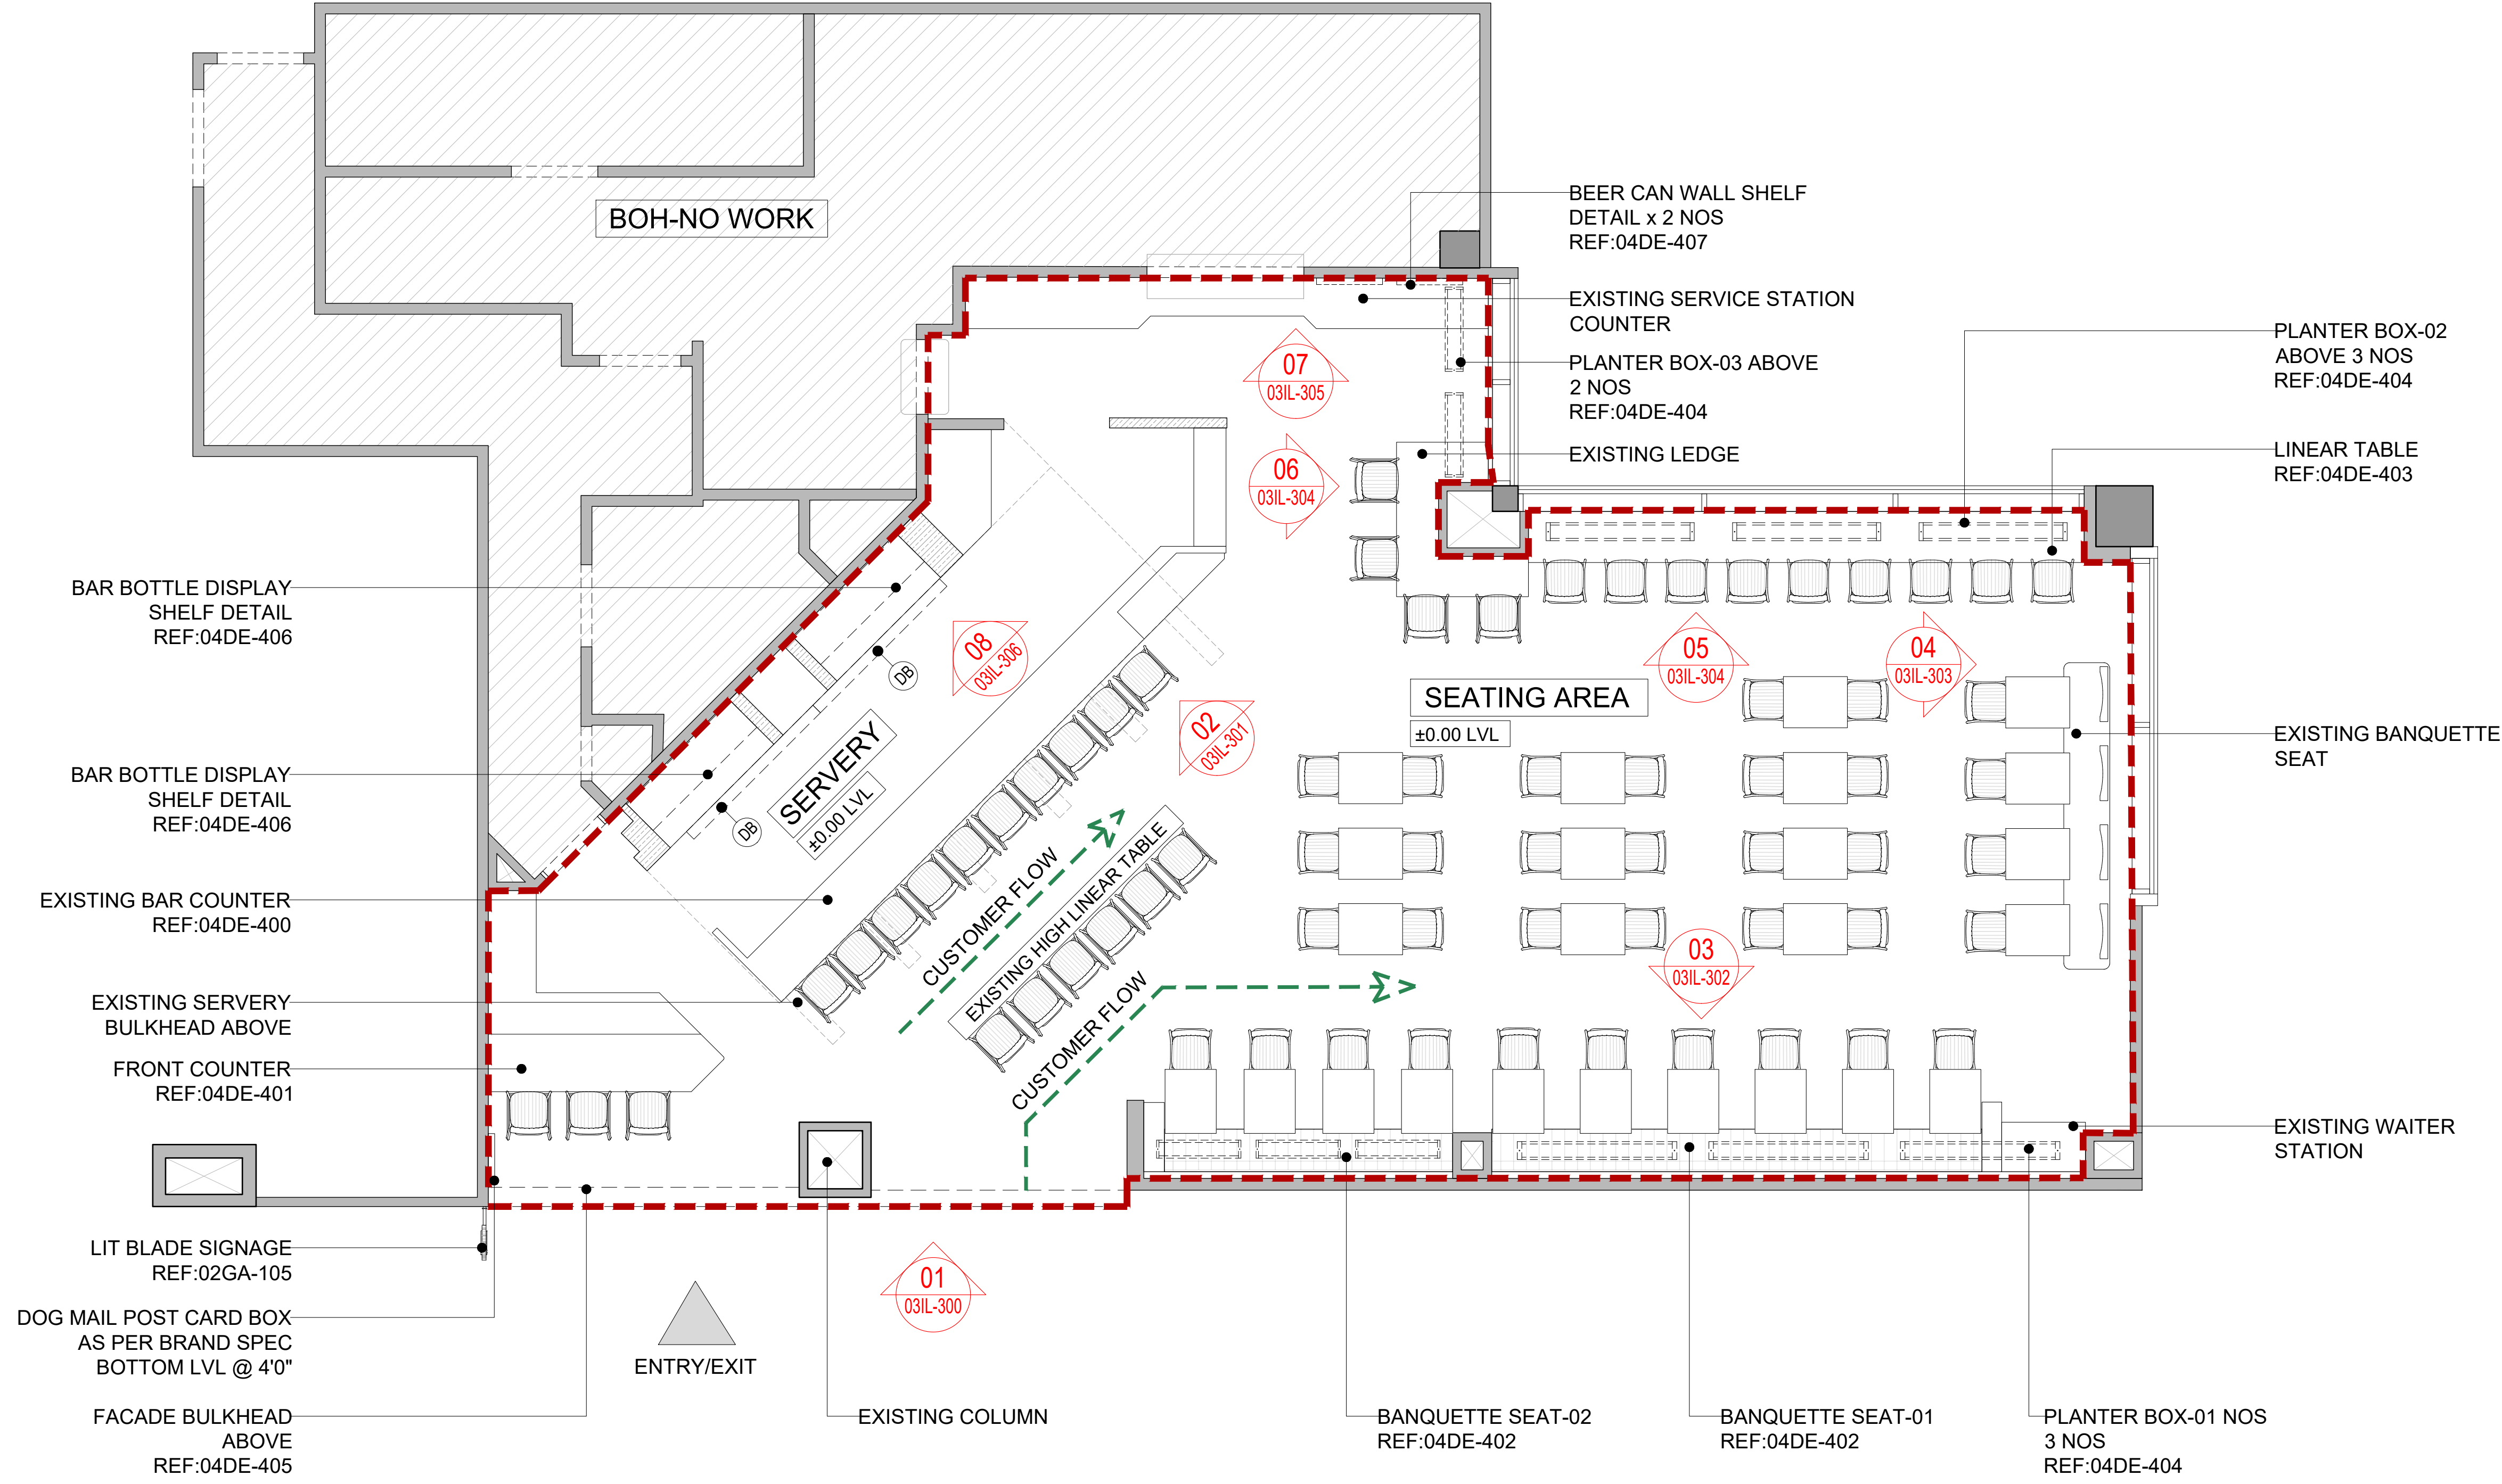 BOH-NO WORK
BEER CAN WALL SHELF
DETAIL x 2 NOS
REF:04DE-407
EXISTING SERVICE STATION
COUNTER
PLANTER BOX-03 ABOVE
2 NOS
REF:04DE-404
EXISTING LEDGE
PLANTER BOX-02
ABOVE 3 NOS
REF:04DE-404
LINEAR TABLE
REF:04DE-403
07
03IL-305
06
03IL-304
BAR BOTTLE DISPLAY
SHELF DETAIL
REF:04DE-406
08
03IL-306
DB
05
03IL-304
04
03IL-303
SEATING AREA
±0.00 LVL
02
03IL-301
EXISTING BANQUETTE
SEAT
BAR BOTTLE DISPLAY
SHELF DETAIL
REF:04DE-406
SERVERY
±0.00 LVL
DB
EXISTING BAR COUNTER
REF:04DE-400
CUSTOMER FLOW
EXISTING HIGH LINEAR TABLE
CUSTOMER FLOW
03
03IL-302
EXISTING SERVERY
BULKHEAD ABOVE
FRONT COUNTER
REF:04DE-401
EXISTING WAITER
STATION
LIT BLADE SIGNAGE
REF:02GA-105
01
03IL-300
DOG MAIL POST CARD BOX
AS PER BRAND SPEC
BOTTOM LVL @ 4'0"
ENTRY/EXIT
FACADE BULKHEAD
ABOVE
REF:04DE-405
EXISTING COLUMN
BANQUETTE SEAT-02
REF:04DE-402
BANQUETTE SEAT-01
REF:04DE-402
PLANTER BOX-01 NOS
3 NOS
REF:04DE-404